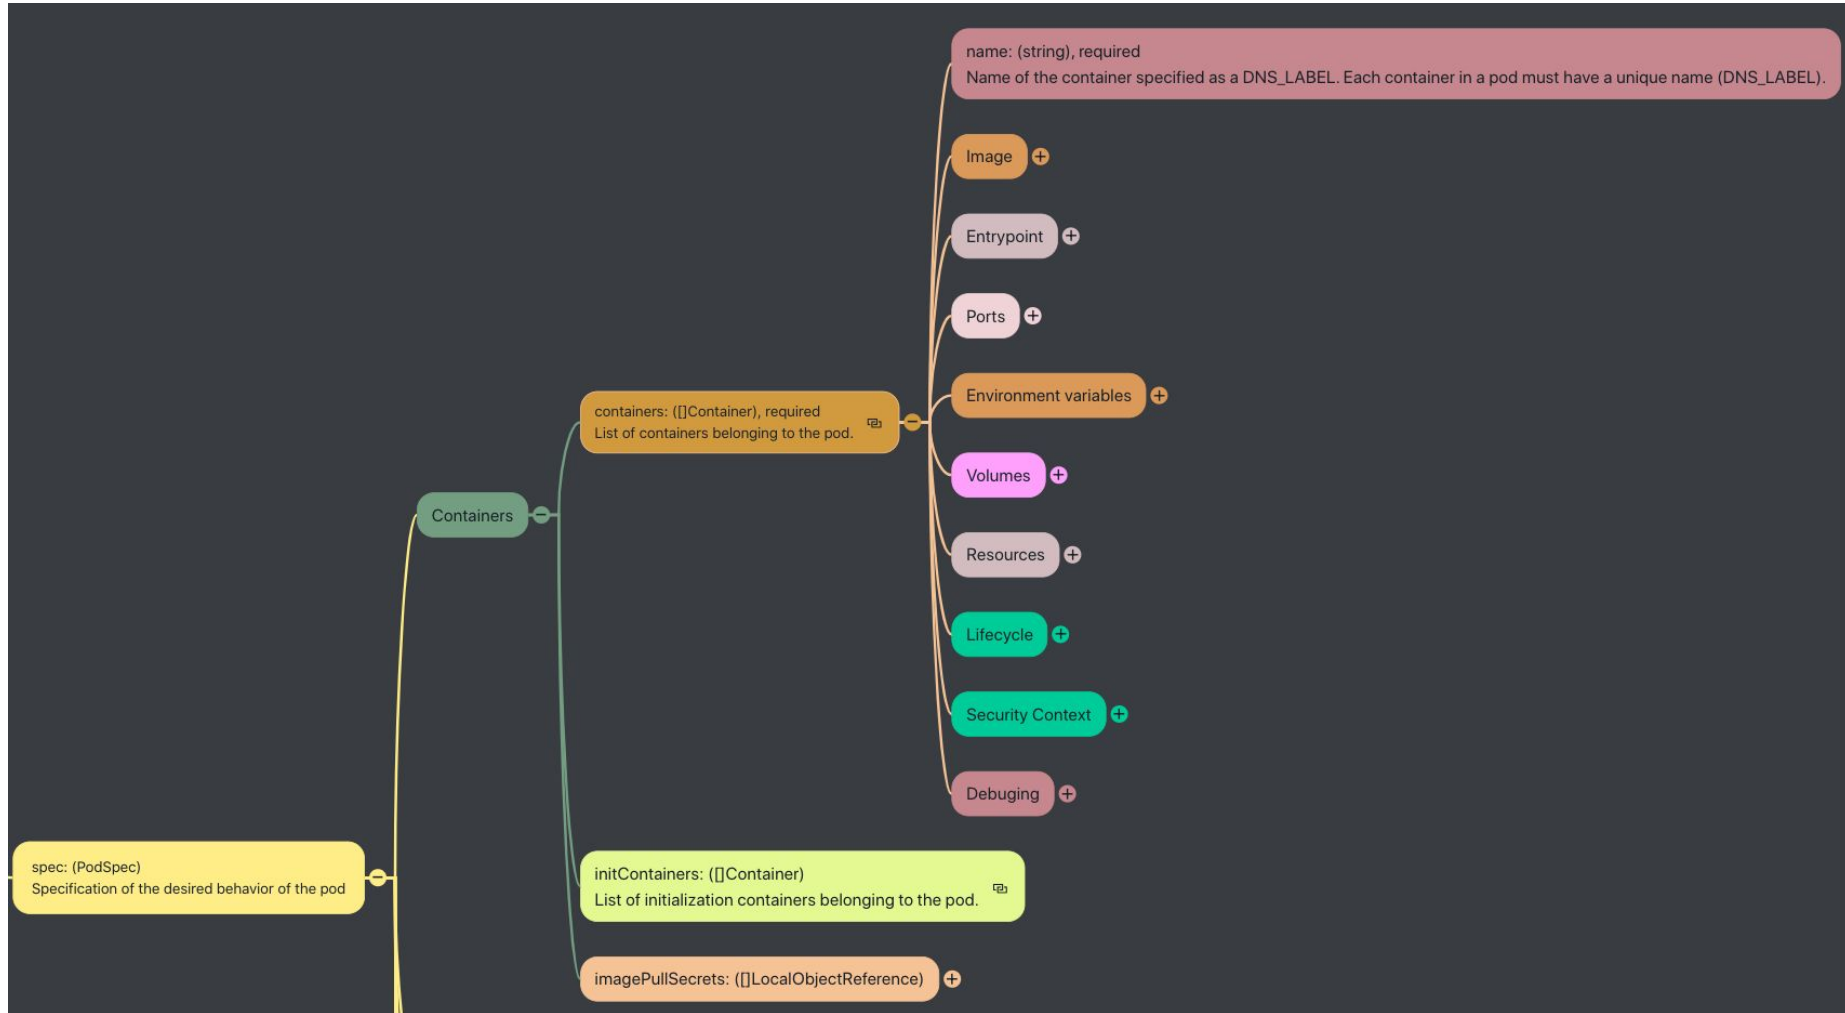 name: (string), required
Name of the container specified as a DNS_LABEL. Each container in a pod must have a unique name (DNS_LABEL).
Image
Entrypoint
Ports
Environment variables
containers: ([]Container), required
List of containers belonging to the pod.
Volumes
Containers
Resources
Lifecycle
Security Context
Debuging
spec: (PodSpec)
Specification of the desired behavior of the pod
initContainers: ([]Container)
List of initialization containers belonging to the pod.
imagePullSecrets: ([]LocalObjectReference)